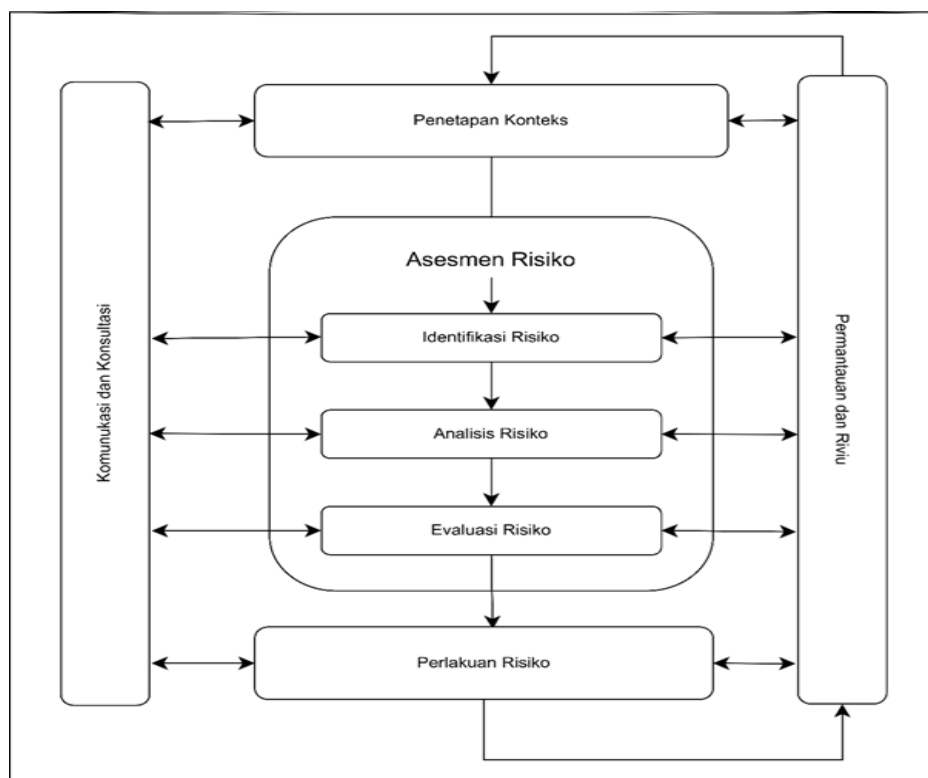 Penetapan Konteks
Asesmen Risiko
Identifikasi Risiko
Analisis Risiko
Evaluasi Risiko
Perlakuan Risiko
Komunukasi dan Konsultasi
Permantauan dan Riviu